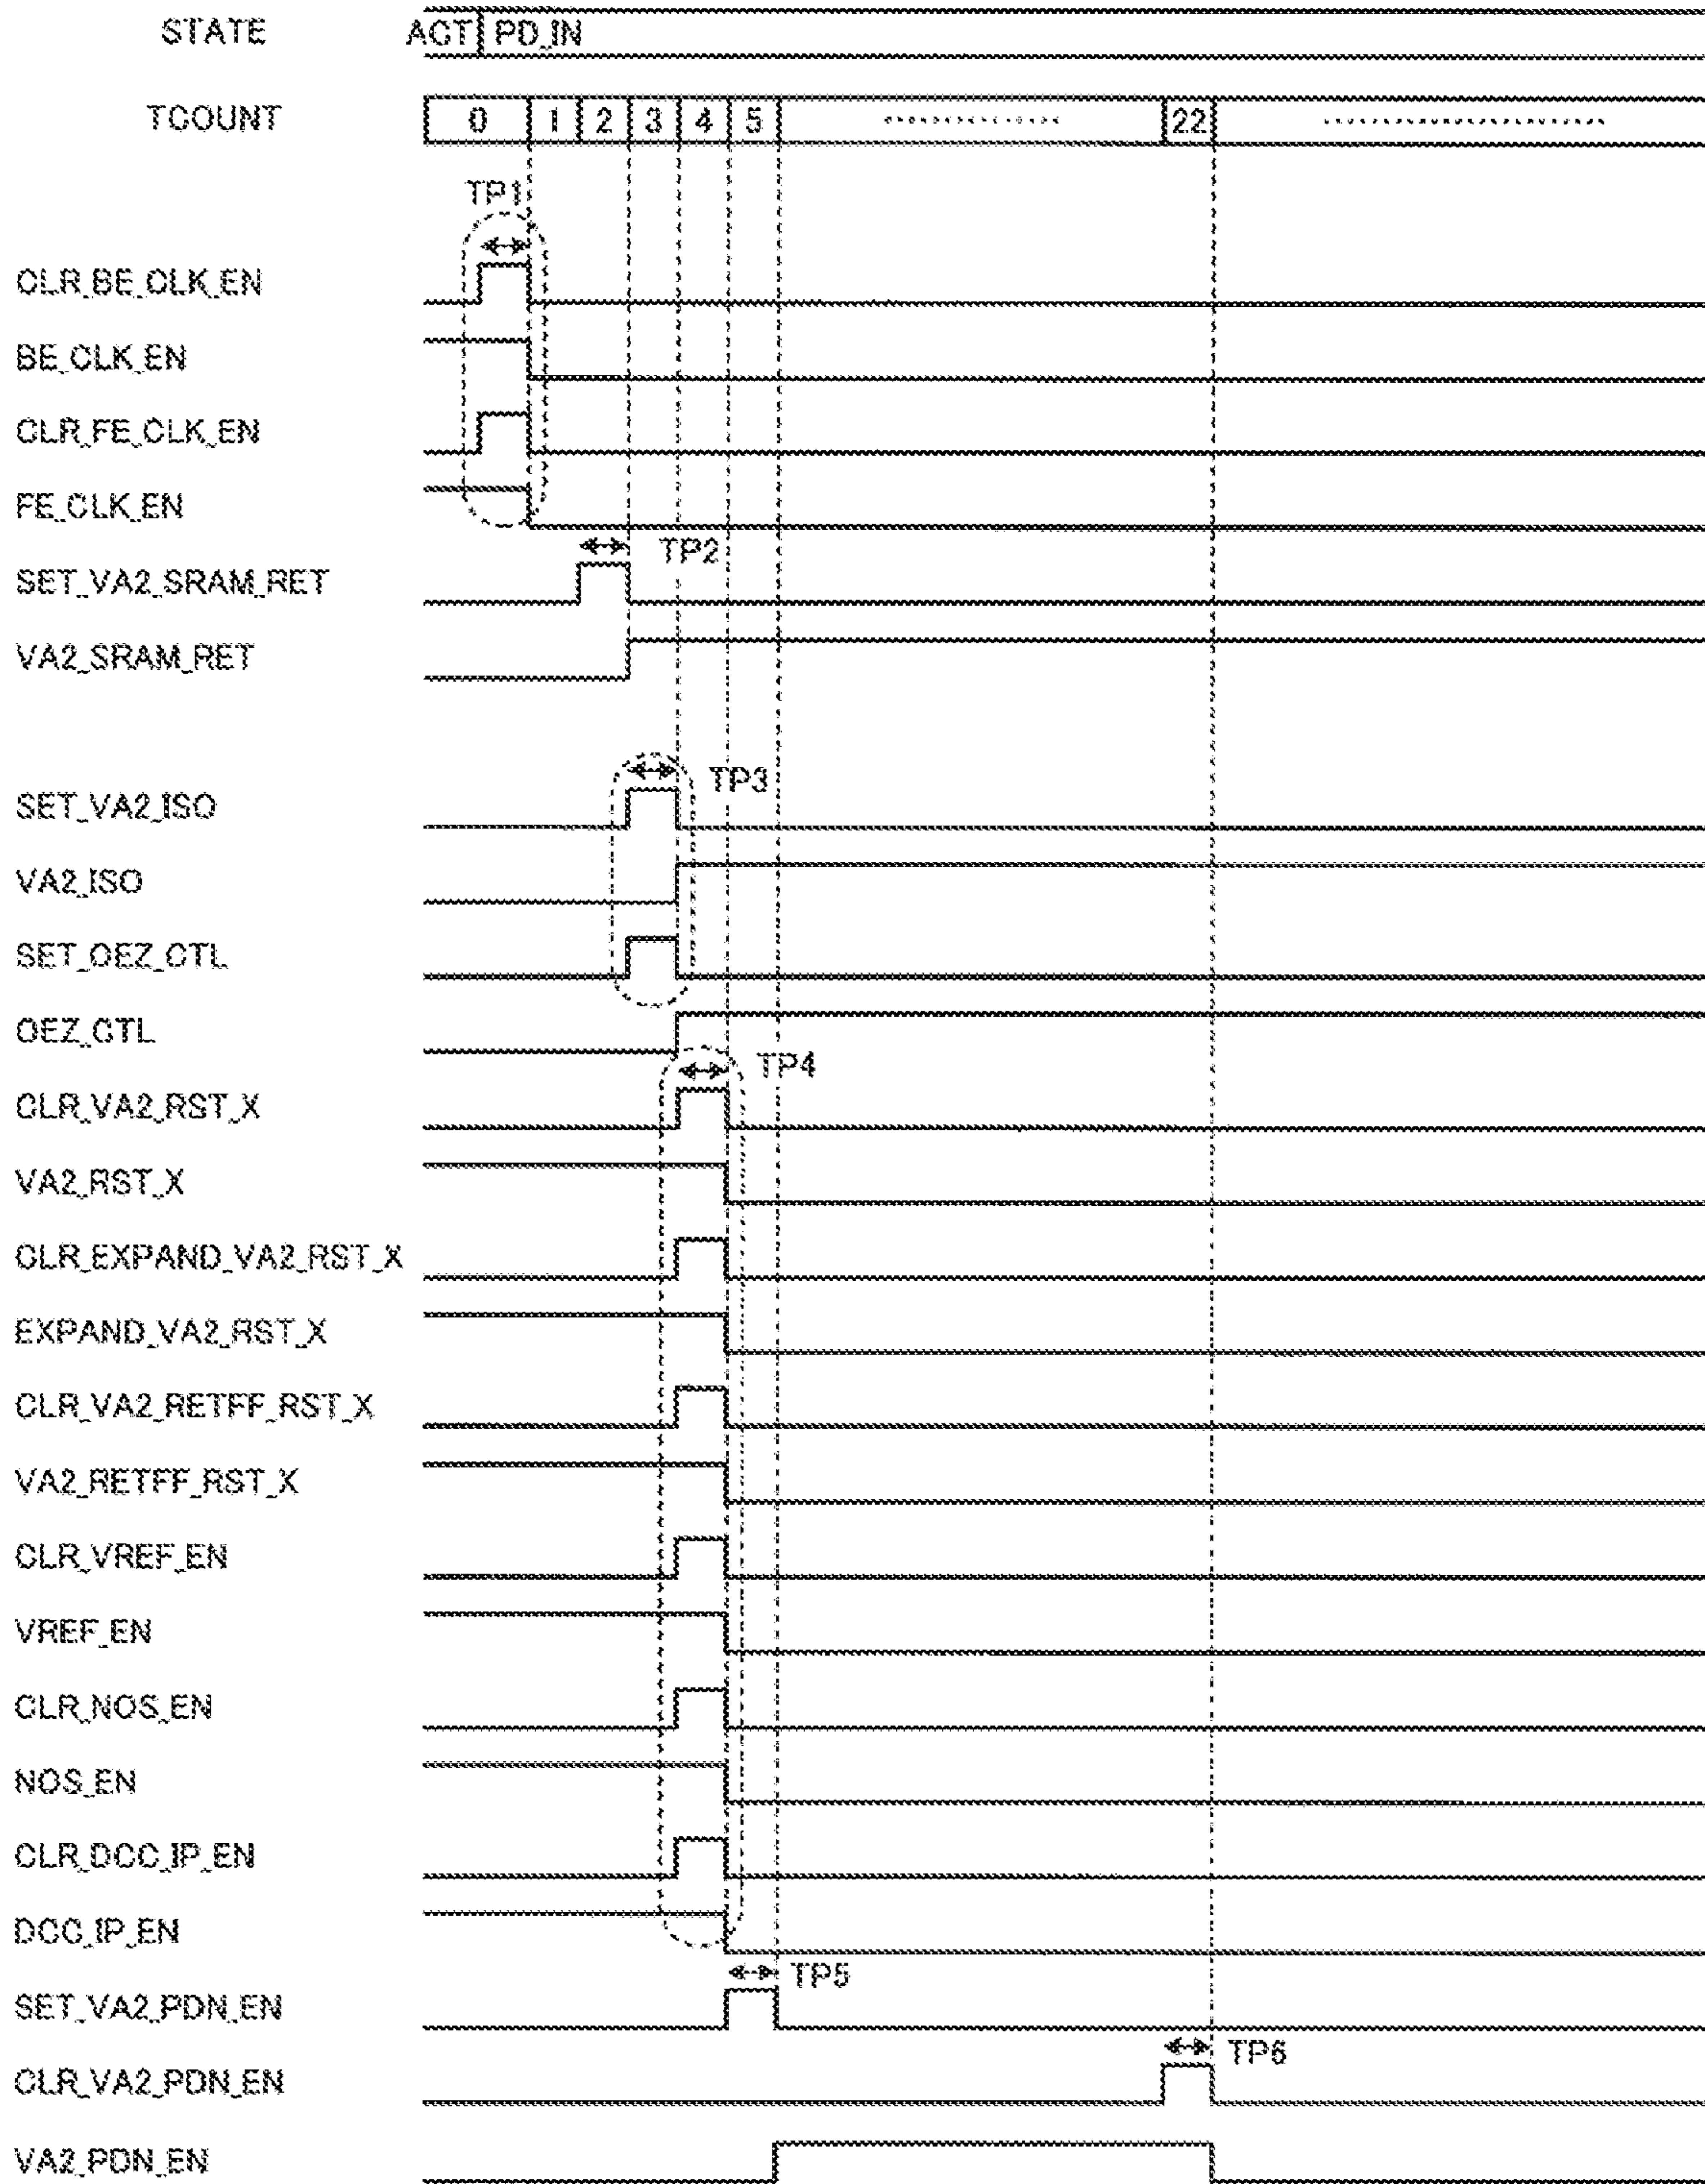 STATE ACT PD_IN
TCOUNT 0 1 2 3 4 5 22
TP1
CLR_BE_CLK_EN
BE_CLK_EN
CLR_FE_CLK_EN
FE_CLK_EN
TP2
SET_VA2_SRAM_RET
VA2_SRAM_RET
TP3
SET_VA2_ISO
VA2_ISO
SET_OEZ_CTL
OEZ_CTL
TP4
CLR_VA2_RST_X
VA2_RST_X
CLR_EXPAND_VA2_RST_X
EXPAND_VA2_RST_X
CLR_VA2_RETFF_RST_X
VA2_RETFF_RST_X
CLR_VREF_EN
VREF_EN
CLR_NOS_EN
NOS_EN
CLR_DCC_IP_EN
DCC_IP_EN
TP5
SET_VA2_PDN_EN
TP6
CLR_VA2_PDN_EN
VA2_PDN_EN